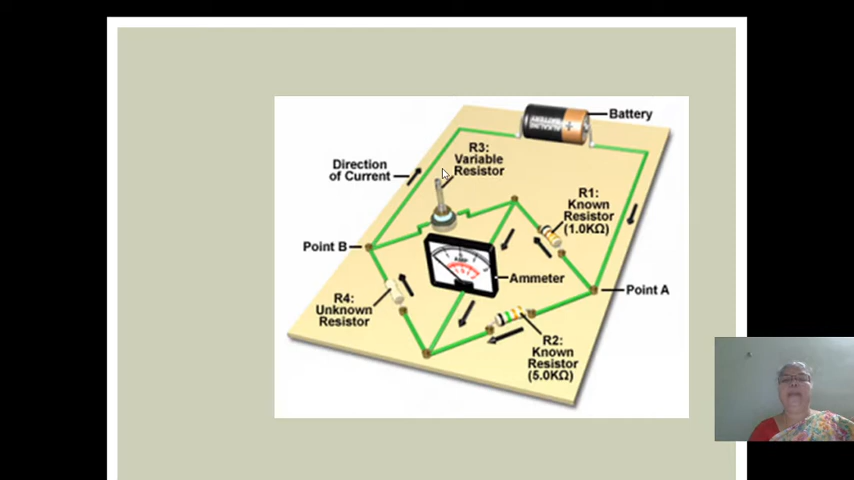 Battery
R3:
Variable
Resistor
Direction
of Current
R1:
Known
Resistor
(1.0KΩ)
Point B
Ammeter
Point A
R4:
Unknown
Resistor
R2:
Known
Resistor
(5.0KΩ)